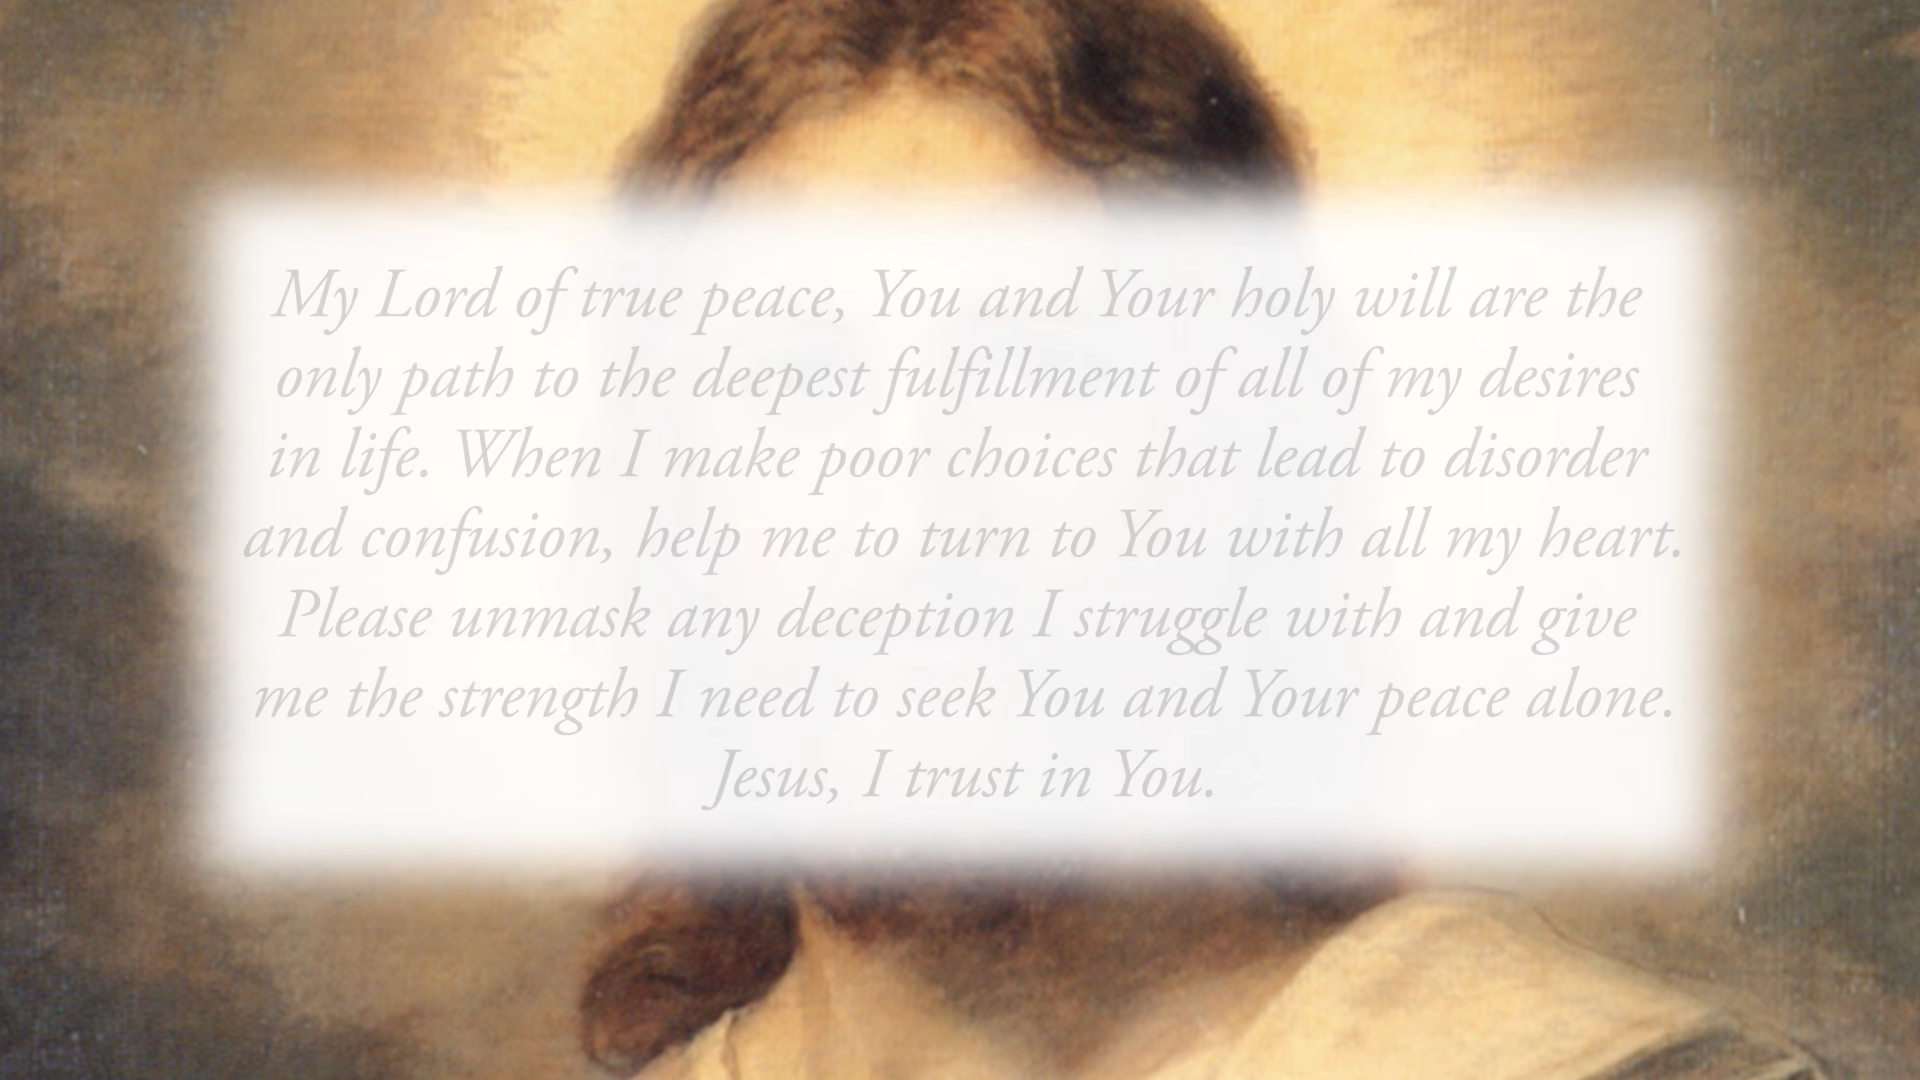 My Lord of true peace, You and Your holy will are the
only path to the deepest fulfillment of all of my desires
in life. When I make poor choices that lead to disorder
and confusion, help me to turn to You with all my heart.
Please unmask any deception I struggle with and give
me the strength I need to seek You and Your peace alone.
Jesus, I trust in You.